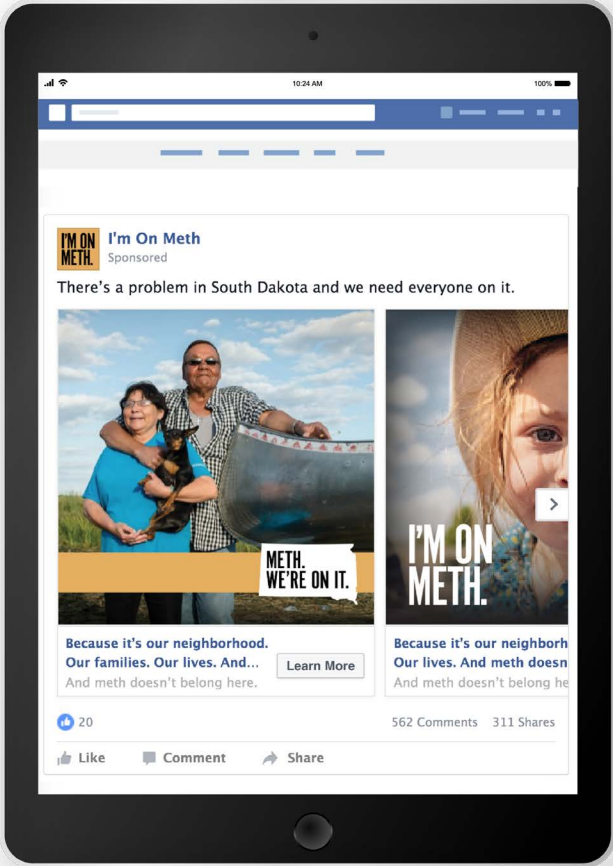 10:24 AM
100%
I'M ON
METH.
I'm On Meth
Sponsored
There's a problem in South Dakota and we need everyone on it.
METH.
WE'RE ON IT.
I'M ON
METH.
Because it's our neighborhood.
Our families. Our lives. And...
And meth doesn't belong here.
Learn More
Because it's our neighborh
Our lives. And meth doesn
And meth doesn't belong he
20
562 Comments 311 Shares
Like Comment Share